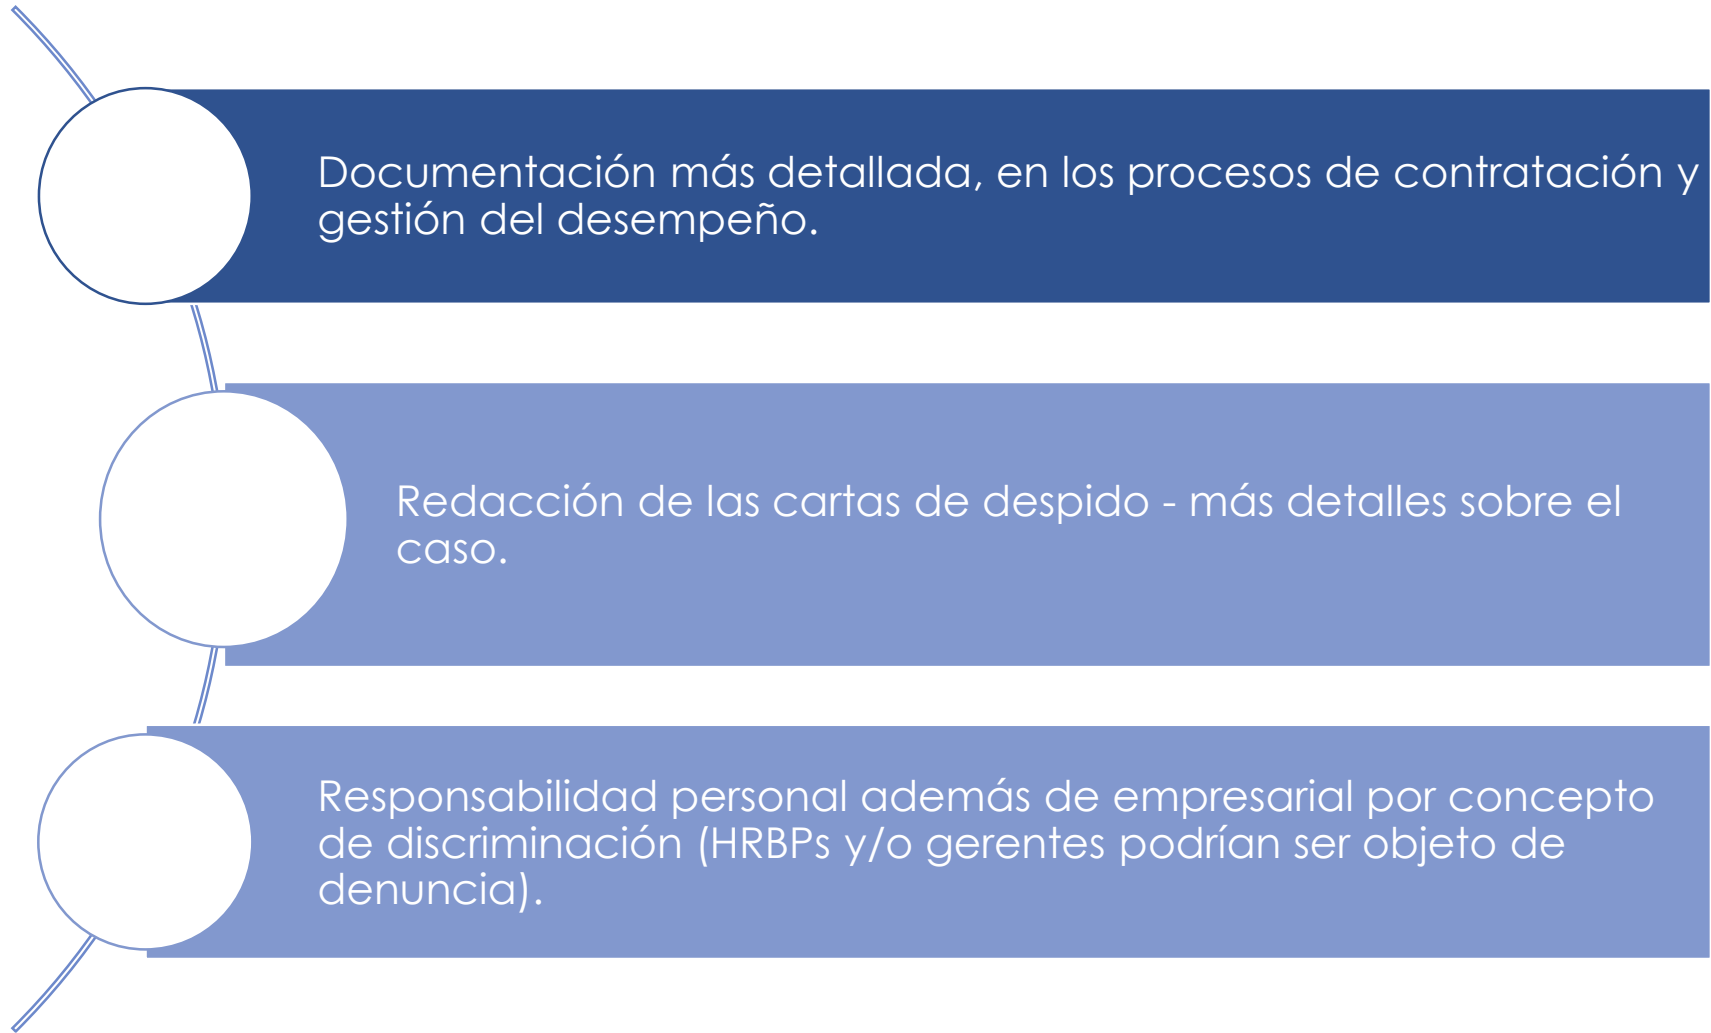 Documentación más detallada, en los procesos de contratación y
gestión del desempeño.
Redacción de las cartas de despido - más detalles sobre el
caso.
Responsabilidad personal además de empresarial por concepto
de discriminación (HRBPs y/o gerentes podrían ser objeto de
denuncia).